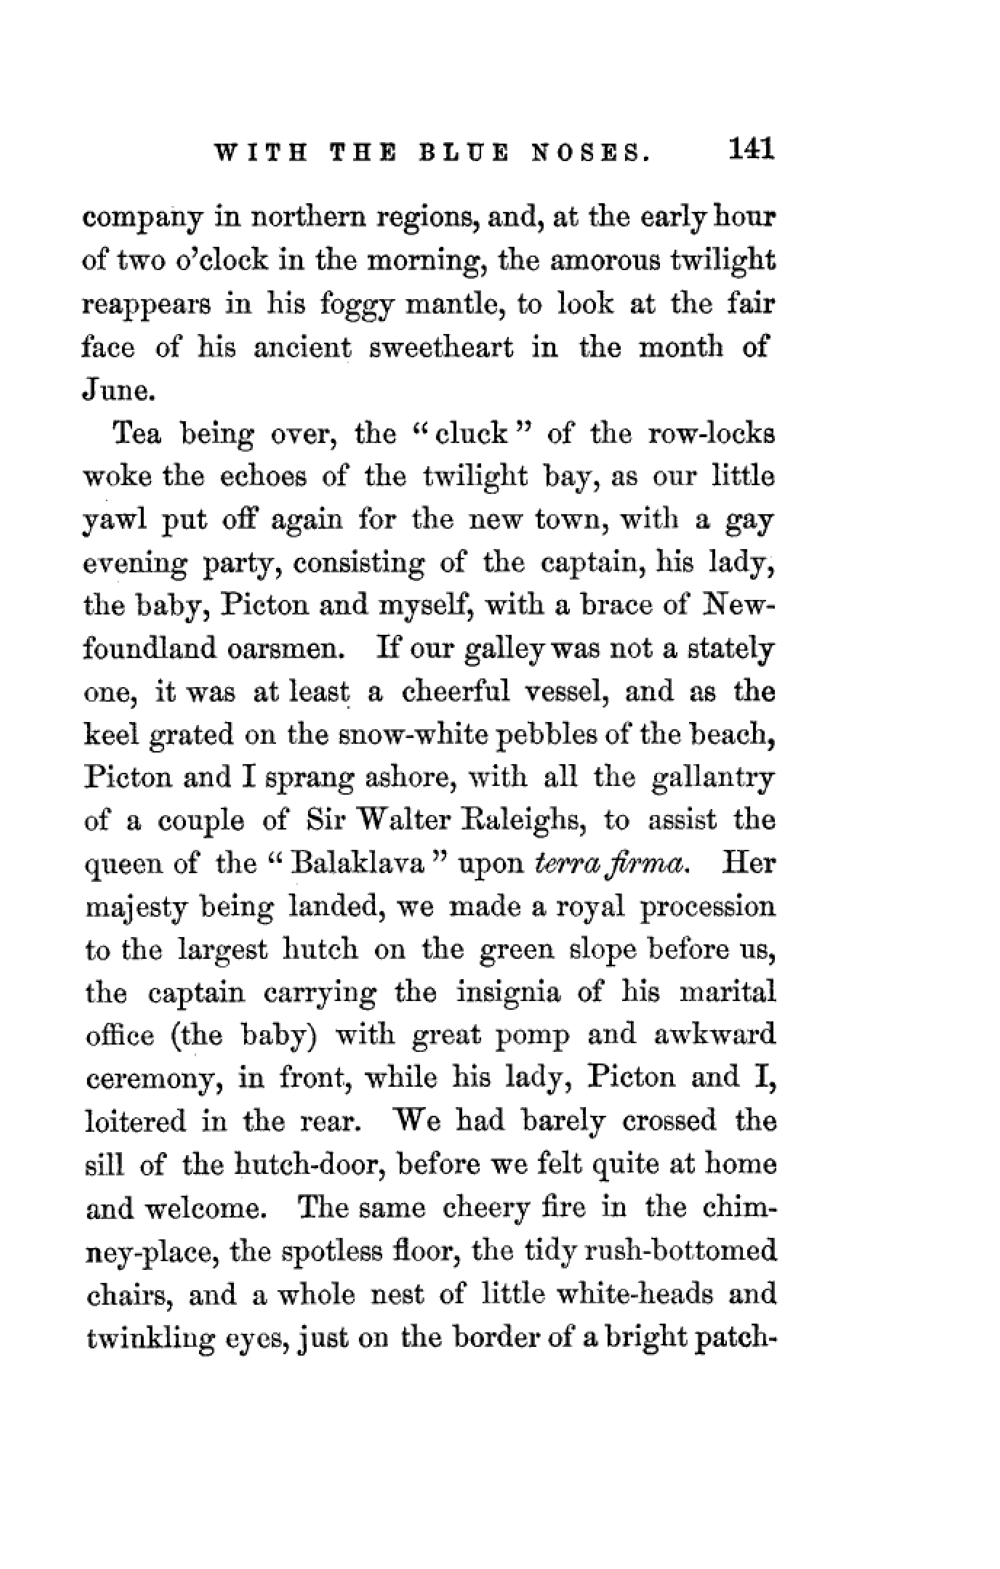 WITH THE BLUE NOSES. 141
company in northern regions, and, at the early hour
of two o'clock in the morning, the amorous twilight
reappears in his foggy mantle, to look at the fair
face of his ancient sweetheart in the month of
June.
Tea being over, the “cluck” of the row-locks
woke the echoes of the twilight bay, as our little
yawl put off again for the new town, with a gay
evening party, consisting of the captain, his lady,
the baby, Picton and myself, with a brace of New-
foundland oarsmen. If our galley was not a stately
one, it was at least a cheerful vessel, and as the
keel grated on the snow-white pebbles of the beach,
Picton and I sprang ashore, with all the gallantry
of a couple of Sir Walter Raleighs, to assist the
queen of the “Balaklava” upon terra firma. Her
majesty being landed, we made a royal procession
to the largest hutch on the green slope before us,
the captain carrying the insignia of his marital
office (the baby) with great pomp and awkward
ceremony, in front, while his lady, Picton and I,
loitered in the rear. We had barely crossed the
sill of the hutch-door, before we felt quite at home
and welcome. The same cheery fire in the chim-
ney-place, the spotless floor, the tidy rush-bottomed
chairs, and a whole nest of little white-heads and
twinkling eyes, just on the border of a bright patch-